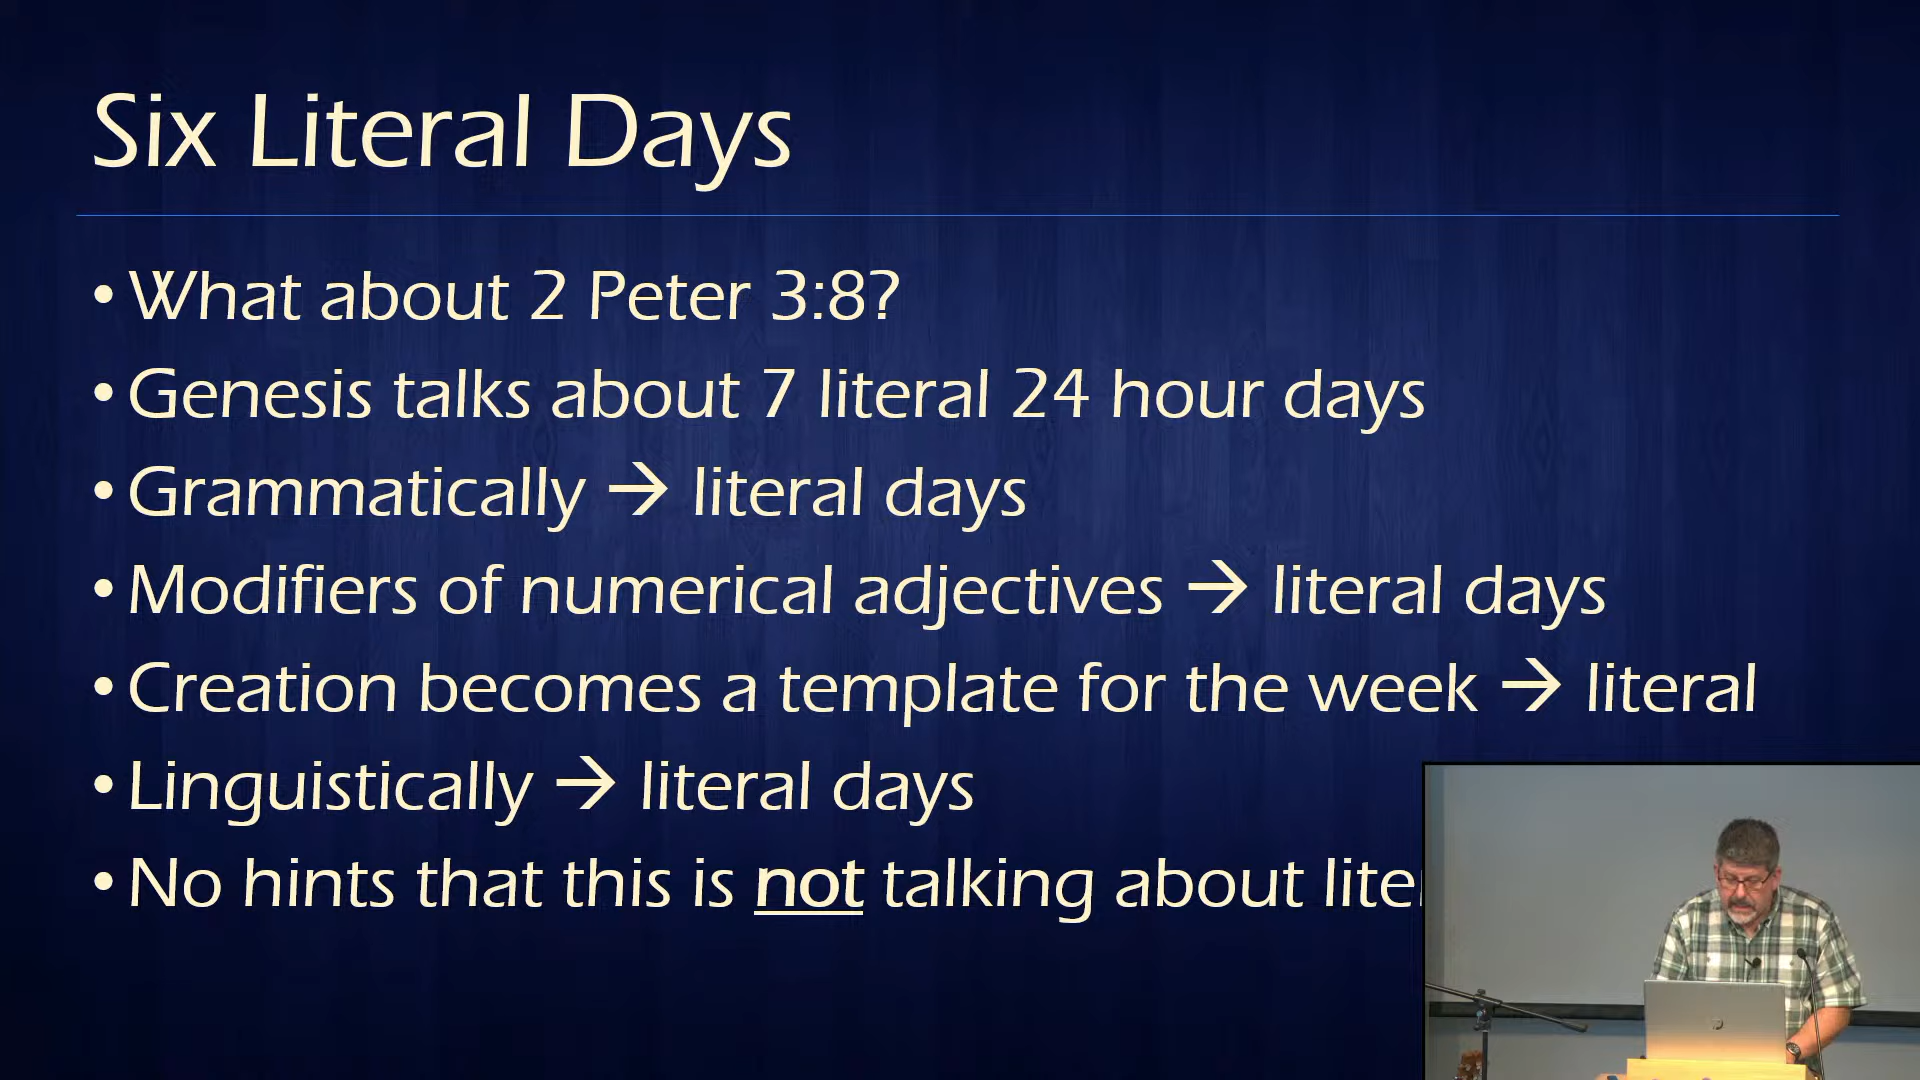 Six Literal Days
• What about 2 Peter 3:8?
• Genesis talks about 7 literal 24 hour days
• Grammatically → literal days
• Modifiers of numerical adjectives → literal days
• Creation becomes a template for the week → literal
• Linguistically → literal days
• No hints that this is not talking about